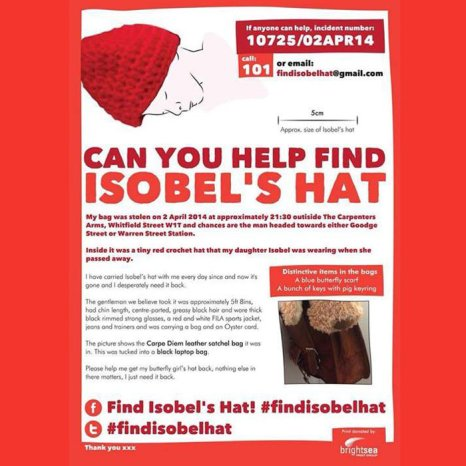 If anyone can help, incident number:
10725/02APR14
call:
101
or email:
findisobelhat@gmail.com
5cm
Approx. size of Isobel's hat
CAN YOU HELP FIND
ISOBEL'S HAT
My bag was stolen on 2 April 2014 at approximately 21:30 outiside The Carpenters
Arms, Whitfield Street W1T and chances are the man headed towards either Goodge
Street or Warren Street Station.
Inside it was a tiny red crochet hat that my daughter Isobel was wearing when she
passed away.
I have carried Isobel's hat with me every day since and now it's
gone and I desperately need it back.
The gentlemen we believe took it was approximately 5ft 8ins,
had chin length, centre-parted, greasy black hair and wore thick
black rimmed strong glasses, a red and white FILA sports jacket,
jeans and trainers and was carrying a bag and an Oyster card.
The picture shows the Carpe Diem leather satchel bag it was
in. This was tucked into a black laptop bag.
Please help me get my butterfly girl's hat back, nothing else in
there matters, I just need it back.
Distinctive items in the bags
A blue butterfly scarf
A bunch of keys with pig keyring
Find Isobel's Hat! #findisobelhat
#findisobelhat
Thank you xxx
Print donated by
brightsea
PRINT GROUP